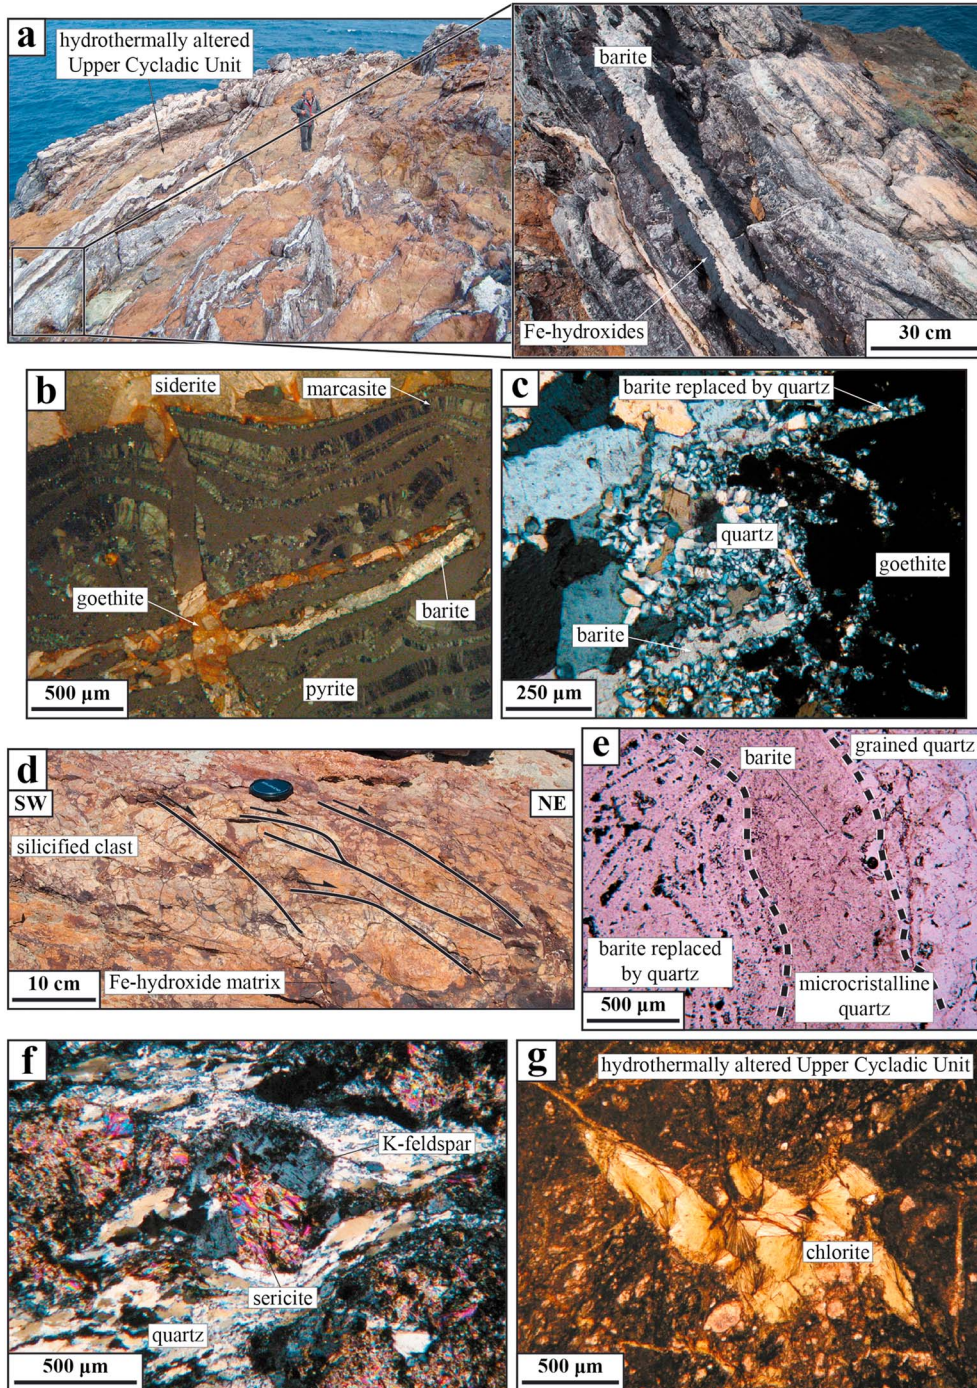 a
hydrothermally altered
Upper Cycladic Unit
barite
Fe-hydroxides
30 cm
b
siderite
marcasite
goethite
barite
pyrite
500 µm
c
barite replaced by quartz
quartz
goethite
barite
250 µm
d
SW
NE
silicified clast
Fe-hydroxide matrix
10 cm
e
grained quartz
barite
barite replaced
by quartz
microcristalline
quartz
500 µm
f
K-feldspar
sericite
quartz
500 µm
g
hydrothermally altered Upper Cycladic Unit
chlorite
500 µm